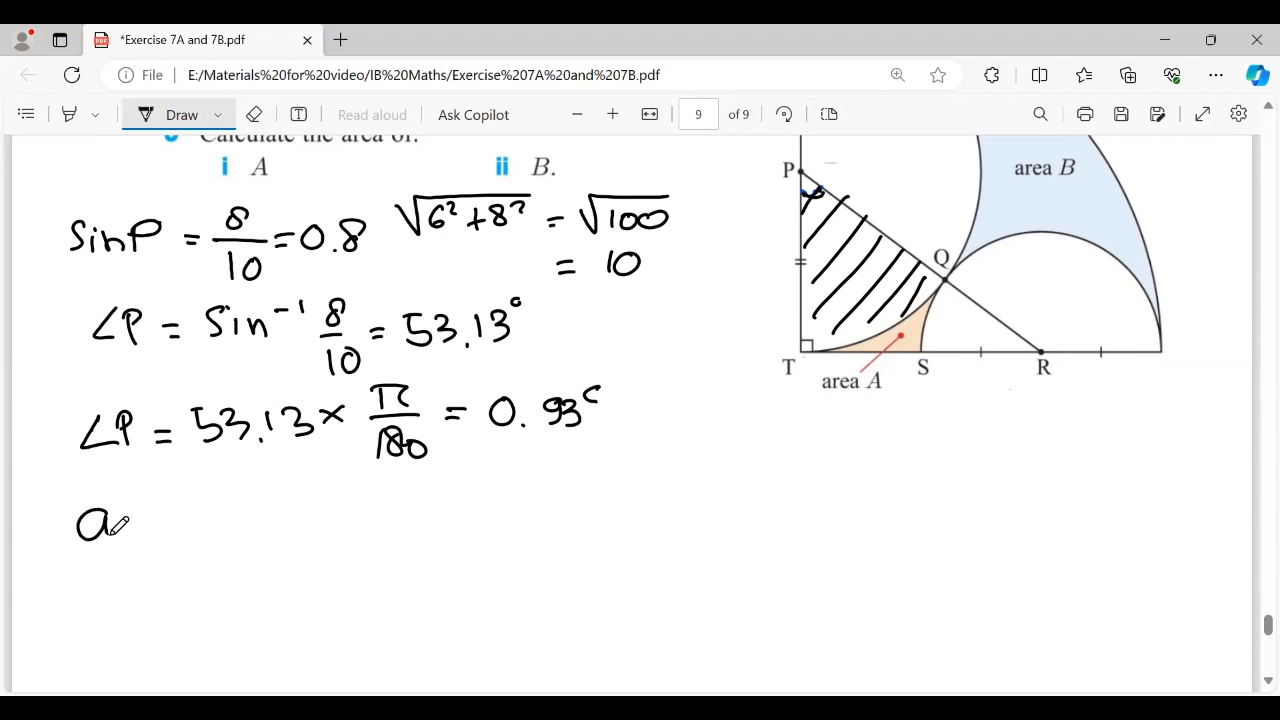 *Exercise 7A and 7B.pdf
File E:/Materials%20for%20video/IB%20Maths/Exercise%207A%20and%207B.pdf
Draw Read aloud Ask Copilot 9 of 9
Calculate the area of:
i A ii B.
P
area B
Q
T S R
area A
SinP = 8/10 = 0.8 √6²+8² = √100
= 10
∠P = Sin⁻¹ 8/10 = 53.13°
∠P = 53.13 × π/180 = 0.93ᶜ
a